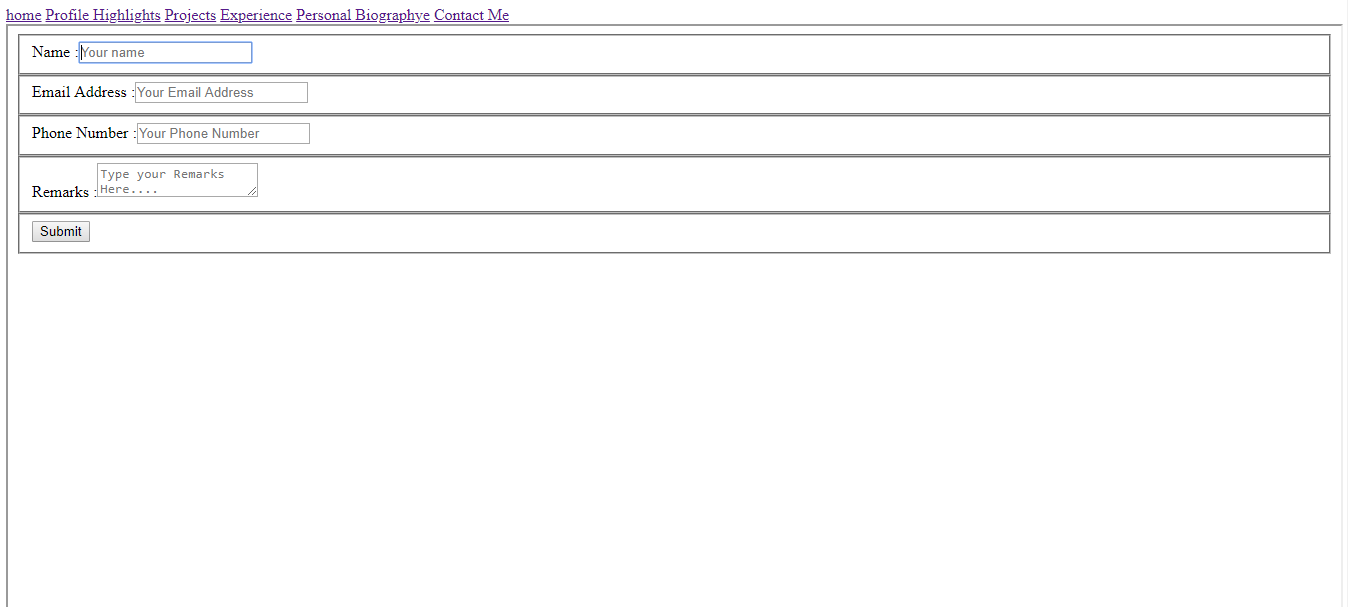 home Profile Highlights Projects Experience Personal Biographye Contact Me
Name :Your name
Email Address :Your Email Address
Phone Number :Your Phone Number
Type your Remarks
Remarks :Here....
Submit